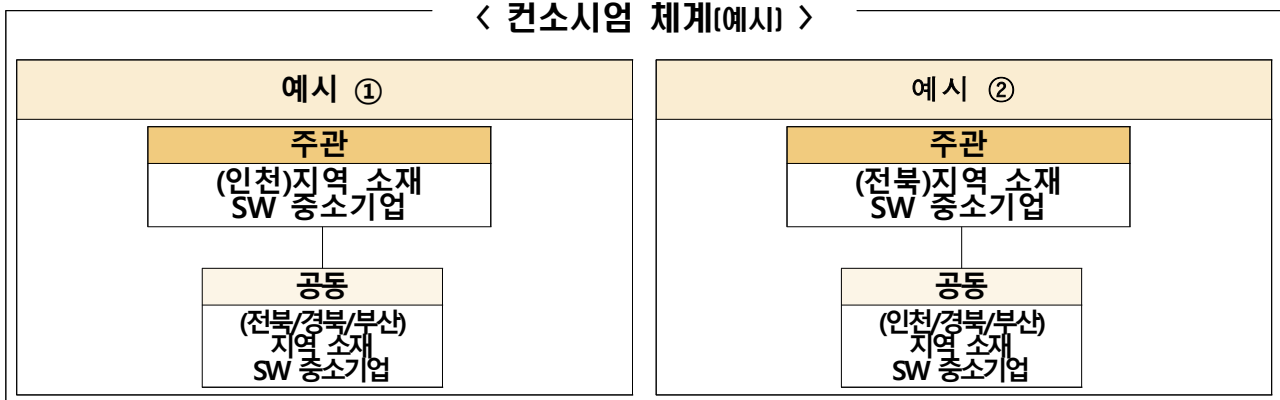 < 컨소시엄 체계(예시) >
예시 ①
주관
(인천)지역 소재
SW 중소기업
공동
(전북/경북/부산)
지역 소재
SW 중소기업
예시 ②
주관
(전북)지역 소재
SW 중소기업
공동
(인천/경북/부산)
지역 소재
SW 중소기업